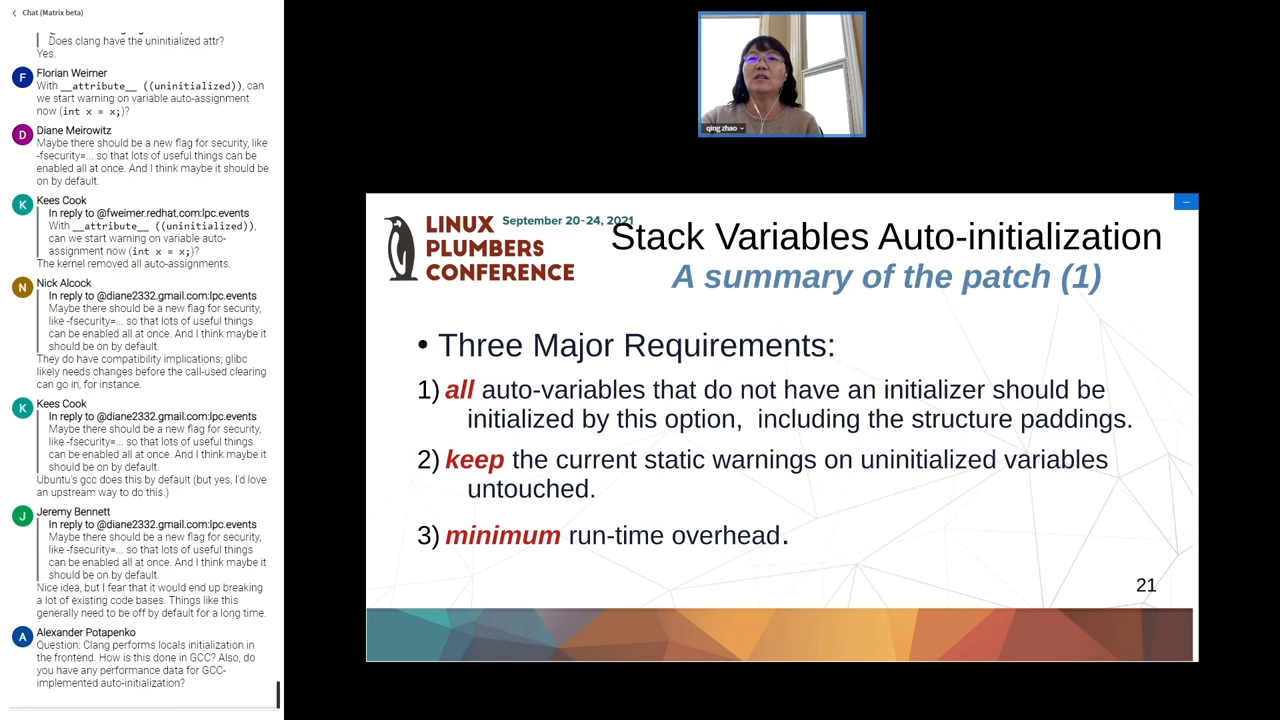 Chat (Matrix beta)
Does clang have the uninitialized attr?
Yes.
F
Florian Weimer
With __attribute__ ((uninitialized)), can
we start warning on variable auto-assignment
now (int x = x;)?
D
Diane Meirowitz
Maybe there should be a new flag for security, like
-fsecurity=... so that lots of useful things can be
enabled all at once. And I think maybe it should be
on by default.
K
Kees Cook
In reply to @fweimer.redhat.com:lpc.events
With __attribute__ ((uninitialized)),
can we start warning on variable auto-
assignment now (int x = x;)?
The kernel removed all auto-assignments.
N
Nick Alcock
In reply to @diane2332.gmail.com:lpc.events
Maybe there should be a new flag for security,
like -fsecurity=... so that lots of useful things
can be enabled all at once. And I think maybe it
should be on by default.
They do have compatibility implications; glibc
likely needs changes before the call-used clearing
can go in, for instance.
K
Kees Cook
In reply to @diane2332.gmail.com:lpc.events
Maybe there should be a new flag for security,
like -fsecurity=... so that lots of useful things
can be enabled all at once. And I think maybe it
should be on by default.
Ubuntu's gcc does this by default (but yes, I'd love
an upstream way to do this.)
J
Jeremy Bennett
In reply to @diane2332.gmail.com:lpc.events
Maybe there should be a new flag for security,
like -fsecurity=... so that lots of useful things
can be enabled all at once. And I think maybe it
should be on by default.
Nice idea, but I fear that it would end up breaking
a lot of existing code bases. Things like this
generally need to be off by default for a long time.
A
Alexander Potapenko
Question: Clang performs locals initialization in
the frontend. How is this done in GCC? Also, do
you have any performance data for GCC-
implemented auto-initialization?
qing zhao
LINUX
PLUMBERS
CONFERENCE
September 20-24, 2021
Stack Variables Auto-initialization
A summary of the patch (1)
• Three Major Requirements:
1) all auto-variables that do not have an initializer should be
initialized by this option, including the structure paddings.
2) keep the current static warnings on uninitialized variables
untouched.
3) minimum run-time overhead.
21